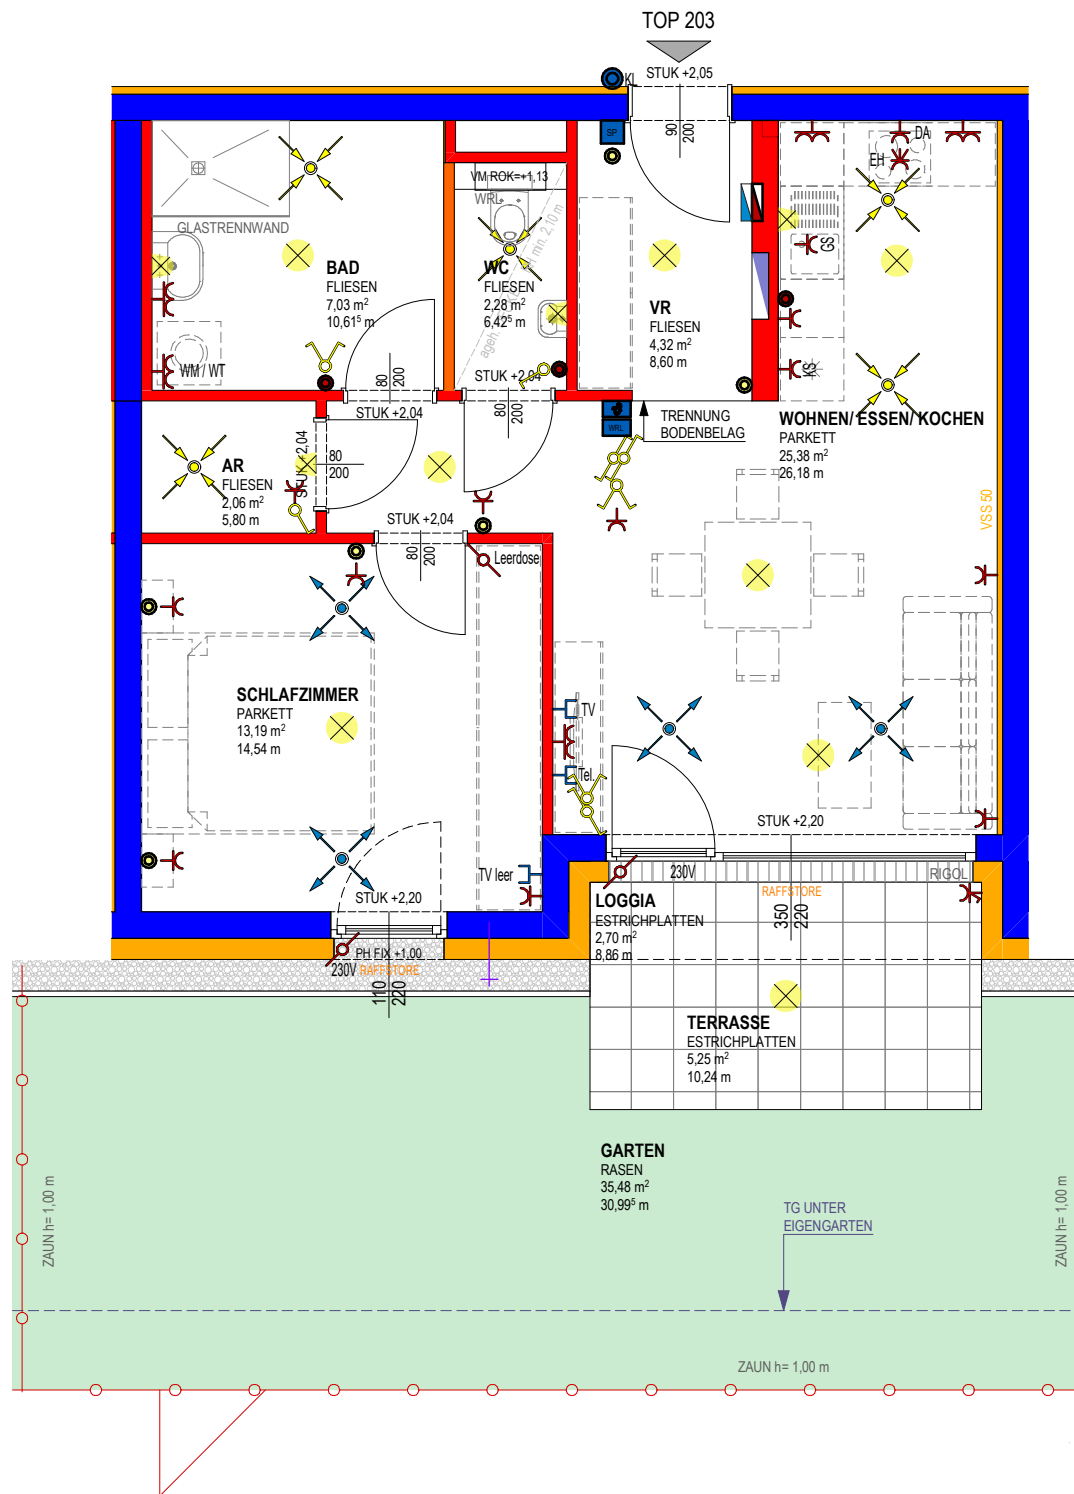 TOP 203
KL
STUK +2,05
90
200
SP
DA
EH
GS
KS
GLASTRENNWAND
BAD
FLIESEN
7,03 m²
10,61⁵ m
WM / WT
VM ROK=+1,13
WRL
WC
FLIESEN
2,28 m²
6,42⁵ m
min. 2,10 m
VR
FLIESEN
4,32 m²
8,60 m
80
200
STUK +2,04
STUK +2,04
80
200
WRL
TRENNUNG
BODENBELAG
WOHNEN/ ESSEN/ KOCHEN
PARKETT
25,38 m²
26,18 m
AR
FLIESEN
2,06 m²
5,80 m
STUK +2,04
80
200
STUK +2,04
80
200
Leerdose
VSS 50
SCHLAFZIMMER
PARKETT
13,19 m²
14,54 m
TV
Tel.
TV leer
STUK +2,20
STUK +2,20
230V
RIGOL
RAFFSTORE
350
220
LOGGIA
ESTRICHPLATTEN
2,70 m²
8,86 m
PH FIX +1,00
230V
RAFFSTORE
110
220
TERRASSE
ESTRICHPLATTEN
5,25 m²
10,24 m
GARTEN
RASEN
35,48 m²
30,99⁵ m
TG UNTER
EIGENGARTEN
ZAUN h= 1,00 m
ZAUN h= 1,00 m
ZAUN h= 1,00 m